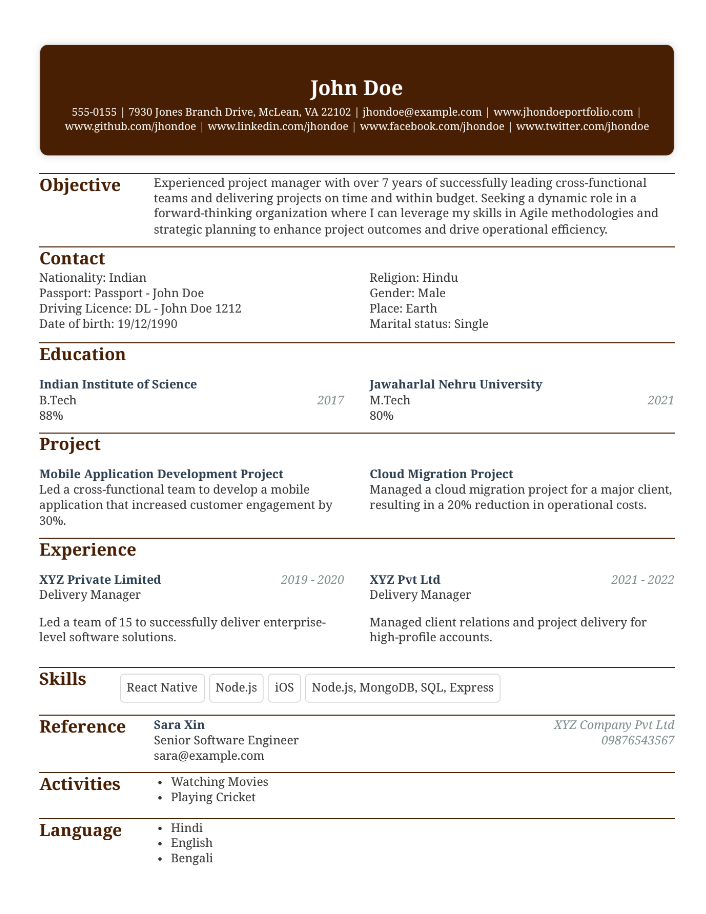 John Doe
555-0155 | 7930 Jones Branch Drive, McLean, VA 22102 | jhondoe@example.com | www.jhondoeportfolio.com |
www.github.com/jhondoe | www.linkedin.com/jhondoe | www.facebook.com/jhondoe | www.twitter.com/jhondoe
Objective
Experienced project manager with over 7 years of successfully leading cross-functional
teams and delivering projects on time and within budget. Seeking a dynamic role in a
forward-thinking organization where I can leverage my skills in Agile methodologies and
strategic planning to enhance project outcomes and drive operational efficiency.
Contact
Nationality: Indian
Passport: Passport - John Doe
Driving Licence: DL - John Doe 1212
Date of birth: 19/12/1990
Religion: Hindu
Gender: Male
Place: Earth
Marital status: Single
Education
Indian Institute of Science
B.Tech 2017
88%
Jawaharlal Nehru University
M.Tech 2021
80%
Project
Mobile Application Development Project
Led a cross-functional team to develop a mobile
application that increased customer engagement by
30%.
Cloud Migration Project
Managed a cloud migration project for a major client,
resulting in a 20% reduction in operational costs.
Experience
XYZ Private Limited 2019 - 2020
Delivery Manager
Led a team of 15 to successfully deliver enterprise-
level software solutions.
XYZ Pvt Ltd 2021 - 2022
Delivery Manager
Managed client relations and project delivery for
high-profile accounts.
Skills
React Native Node.js iOS Node.js, MongoDB, SQL, Express
Reference
Sara Xin XYZ Company Pvt Ltd
Senior Software Engineer 09876543567
sara@example.com
Activities
• Watching Movies
• Playing Cricket
Language
• Hindi
• English
• Bengali